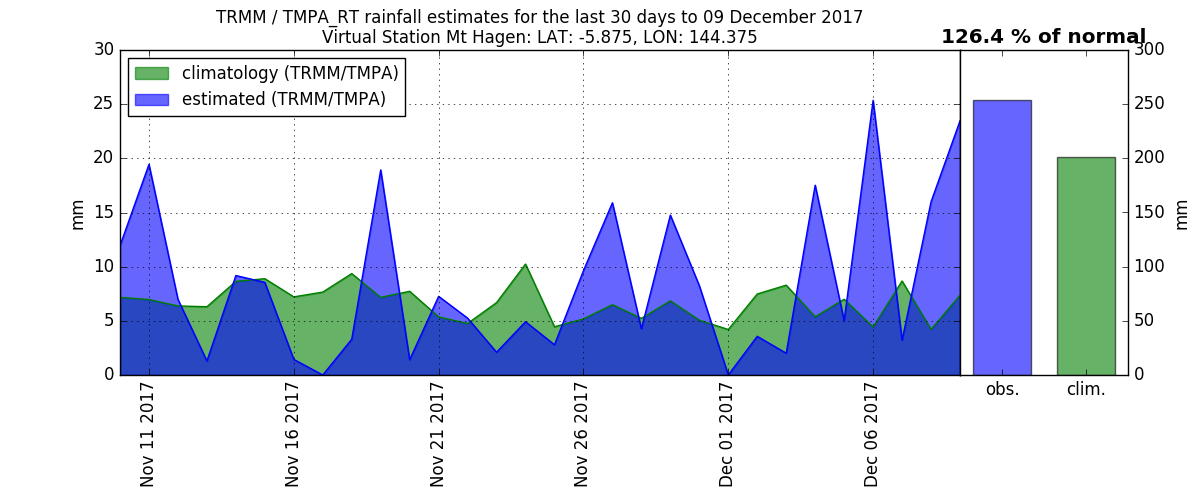 TRMM / TMPA_RT rainfall estimates for the last 30 days to 09 December 2017
Virtual Station Mt Hagen: LAT: -5.875, LON: 144.375
126.4 % of normal
climatology (TRMM/TMPA)
estimated (TRMM/TMPA)
30
25
20
15
10
5
0
mm
Nov 11 2017
Nov 16 2017
Nov 21 2017
Nov 26 2017
Dec 01 2017
Dec 06 2017
obs.
clim.
300
250
200
150
100
50
0
mm